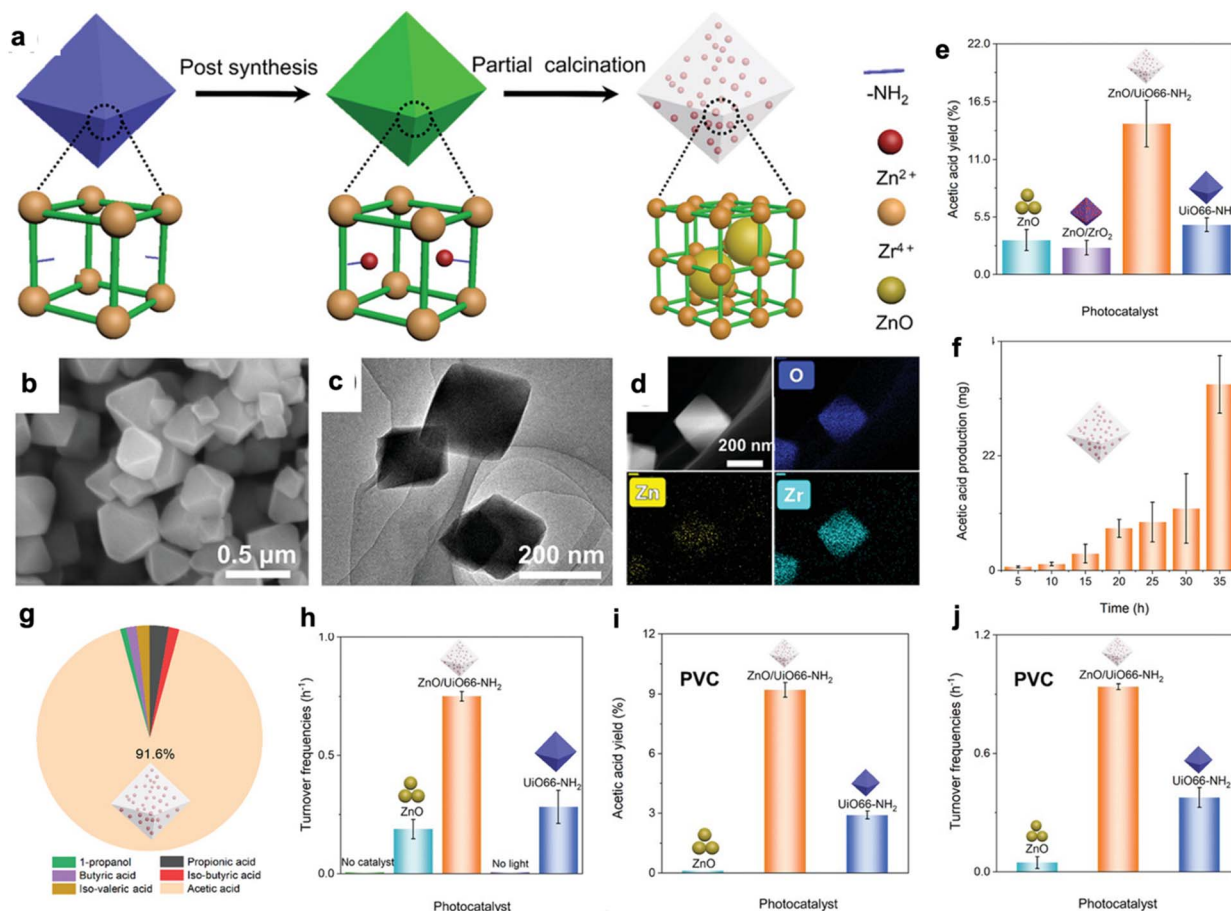 a
Post synthesis
Partial calcination
-NH₂
Zn²⁺
Zr⁴⁺
ZnO
b
0.5 µm
c
200 nm
d
200 nm
O
Zn
Zr
e
Acetic acid yield (%)
22.0
16.5
11.0
5.5
0.0
ZnO
ZnO/ZrO₂
ZnO/UiO66-NH₂
UiO66-NH
Photocatalyst
f
Acetic acid production (mg)
22
0
5 10 15 20 25 30 35
Time (h)
g
91.6%
1-propanol
Propionic acid
Butyric acid
Iso-butyric acid
Iso-valeric acid
Acetic acid
h
Turnover frequencies (h⁻¹)
1.0
0.5
0.0
No catalyst
ZnO
ZnO/UiO66-NH₂
No light
UiO66-NH₂
Photocatalyst
i
PVC
Acetic acid yield (%)
12
9
6
3
0
ZnO
ZnO/UiO66-NH₂
UiO66-NH₂
Photocatalyst
j
PVC
Turnover frequencies (h⁻¹)
1.2
0.6
0.0
ZnO
ZnO/UiO66-NH₂
UiO66-NH₂
Photocatalyst